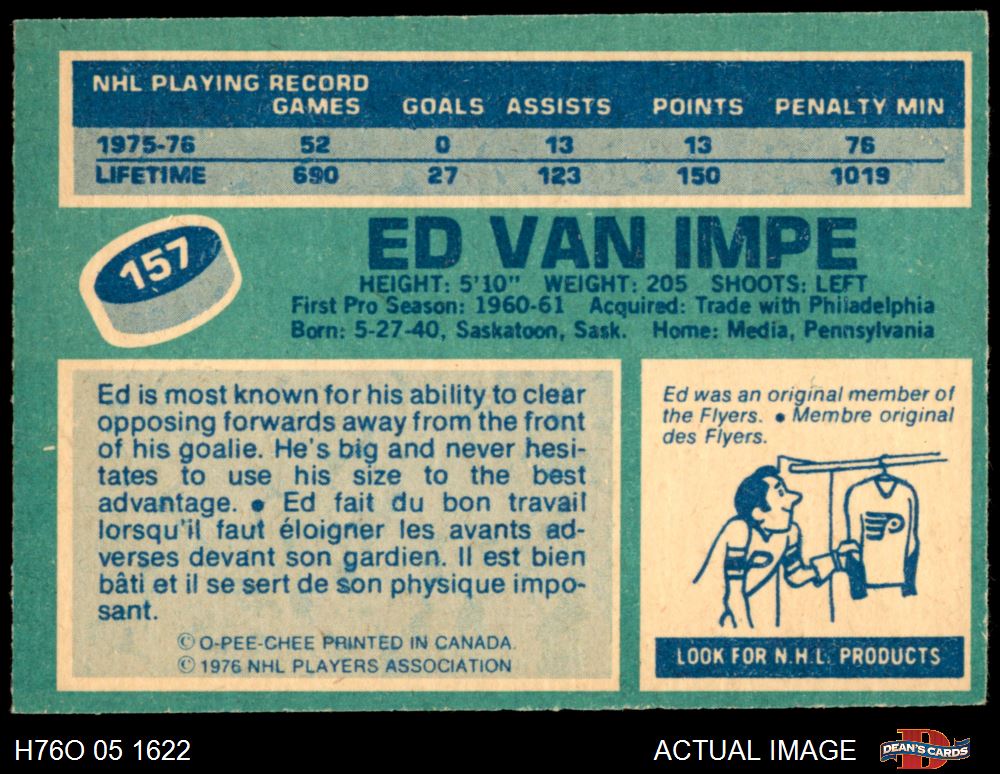 NHL PLAYING RECORD
GAMES GOALS ASSISTS POINTS PENALTY MIN
1975-76 52 0 13 13 76
LIFETIME 690 27 123 150 1019
157
ED VAN IMPE
HEIGHT: 5'10" WEIGHT: 205 SHOOTS: LEFT
First Pro Season: 1960-61 Acquired: Trade with Philadelphia
Born: 5-27-40, Saskatoon, Sask. Home: Media, Pennsylvania
Ed is most known for his ability to clear
opposing forwards away from the front
of his goalie. He's big and never hesi-
tates to use his size to the best
advantage. • Ed fait du bon travail
lorsqu'il faut éloigner les avants ad-
verses devant son gardien. Il est bien
bâti et il se sert de son physique impo-
sant.
© O-PEE-CHEE PRINTED IN CANADA.
© 1976 NHL PLAYERS ASSOCIATION
Ed was an original member of
the Flyers. • Membre original
des Flyers.
LOOK FOR N.H.L. PRODUCTS
H76O 05 1622
ACTUAL IMAGE
DEAN'S CARDS